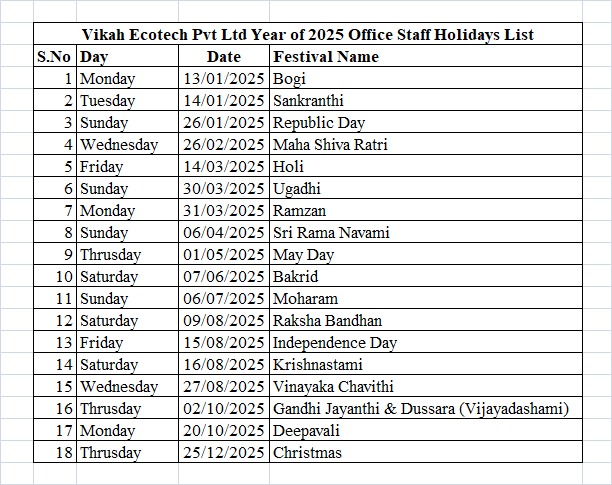 Vikah Ecotech Pvt Ltd Year of 2025 Office Staff Holidays List
S.No Day Date Festival Name
1 Monday 13/01/2025 Bogi
2 Tuesday 14/01/2025 Sankranthi
3 Sunday 26/01/2025 Republic Day
4 Wednesday 26/02/2025 Maha Shiva Ratri
5 Friday 14/03/2025 Holi
6 Sunday 30/03/2025 Ugadhi
7 Monday 31/03/2025 Ramzan
8 Sunday 06/04/2025 Sri Rama Navami
9 Thrusday 01/05/2025 May Day
10 Saturday 07/06/2025 Bakrid
11 Sunday 06/07/2025 Moharam
12 Saturday 09/08/2025 Raksha Bandhan
13 Friday 15/08/2025 Independence Day
14 Saturday 16/08/2025 Krishnastami
15 Wednesday 27/08/2025 Vinayaka Chavithi
16 Thrusday 02/10/2025 Gandhi Jayanthi & Dussara (Vijayadashami)
17 Monday 20/10/2025 Deepavali
18 Thrusday 25/12/2025 Christmas